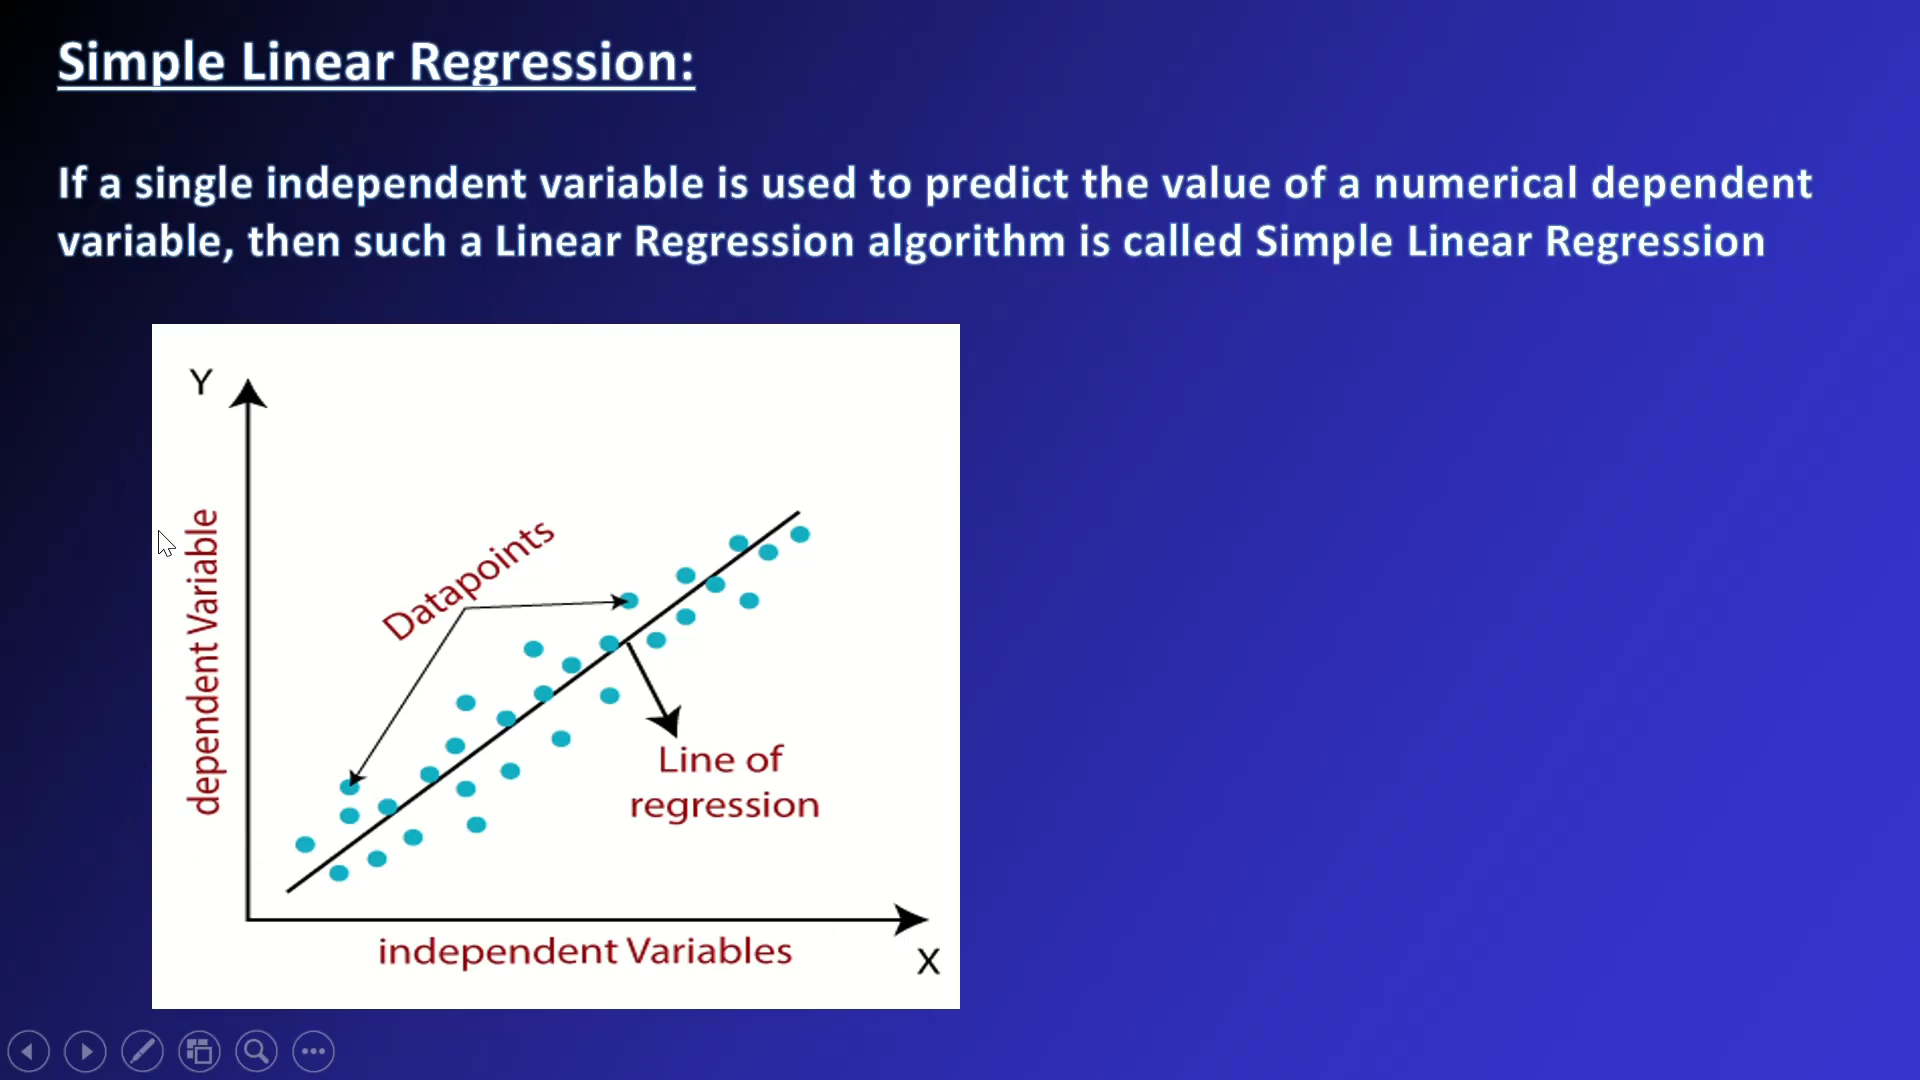 Simple Linear Regression:
If a single independent variable is used to predict the value of a numerical dependent
variable, then such a Linear Regression algorithm is called Simple Linear Regression
Y
dependent Variable
Datapoints
Line of
regression
independent Variables
X